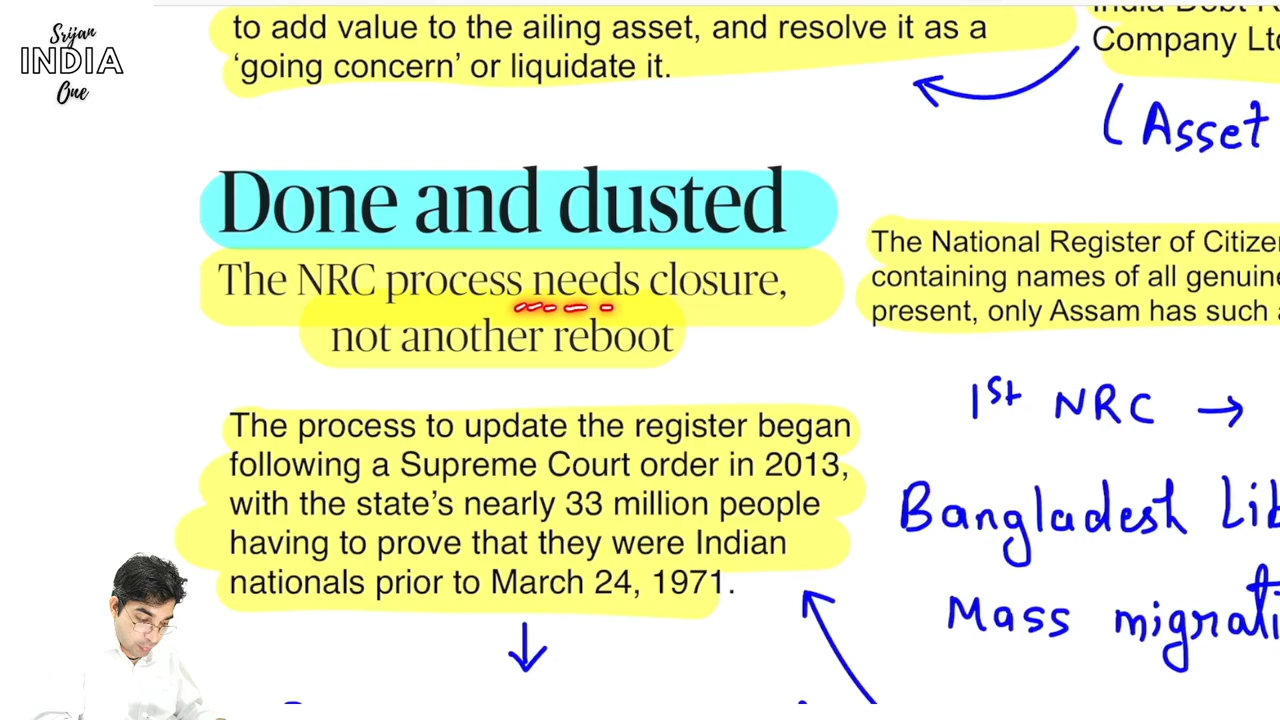 Srijan
INDIA
One
to add value to the ailing asset, and resolve it as a
'going concern' or liquidate it.
Company Ltd
(Asset
Done and dusted
The NRC process needs closure,
not another reboot
The National Register of Citize
containing names of all genuine
present, only Assam has such a
The process to update the register began
following a Supreme Court order in 2013,
with the state's nearly 33 million people
having to prove that they were Indian
nationals prior to March 24, 1971.
1st NRC →
Bangladesh Lib
Mass migrati